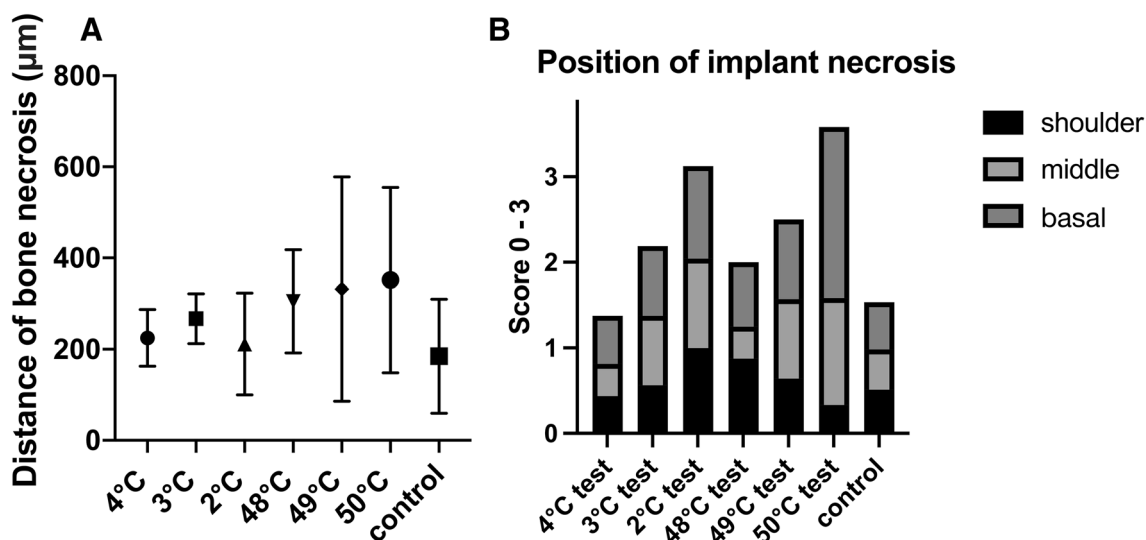 A
Distance of bone necrosis (µm)
800
600
400
200
0
4°C
3°C
2°C
48°C
49°C
50°C
control
B
Position of implant necrosis
Score 0 - 3
3
2
1
0
4°C test
3°C test
2°C test
48°C test
49°C test
50°C test
control
shoulder
middle
basal